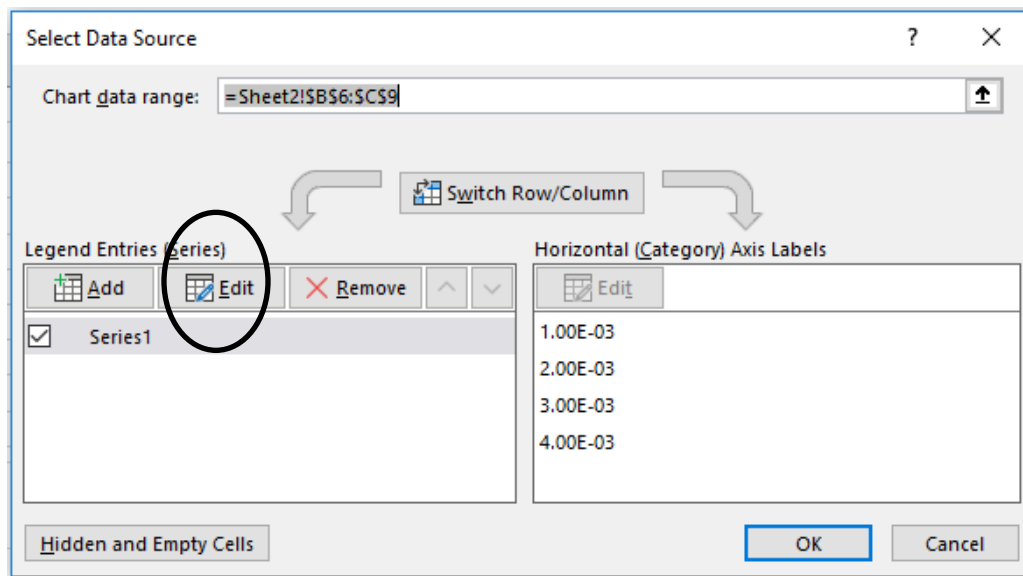 Select Data Source
? ×
Chart data range: =Sheet2!$B$6:$C$9
Switch Row/Column
Legend Entries (Series)
Add Edit Remove
Series1
Horizontal (Category) Axis Labels
Edit
1.00E-03
2.00E-03
3.00E-03
4.00E-03
Hidden and Empty Cells
OK Cancel